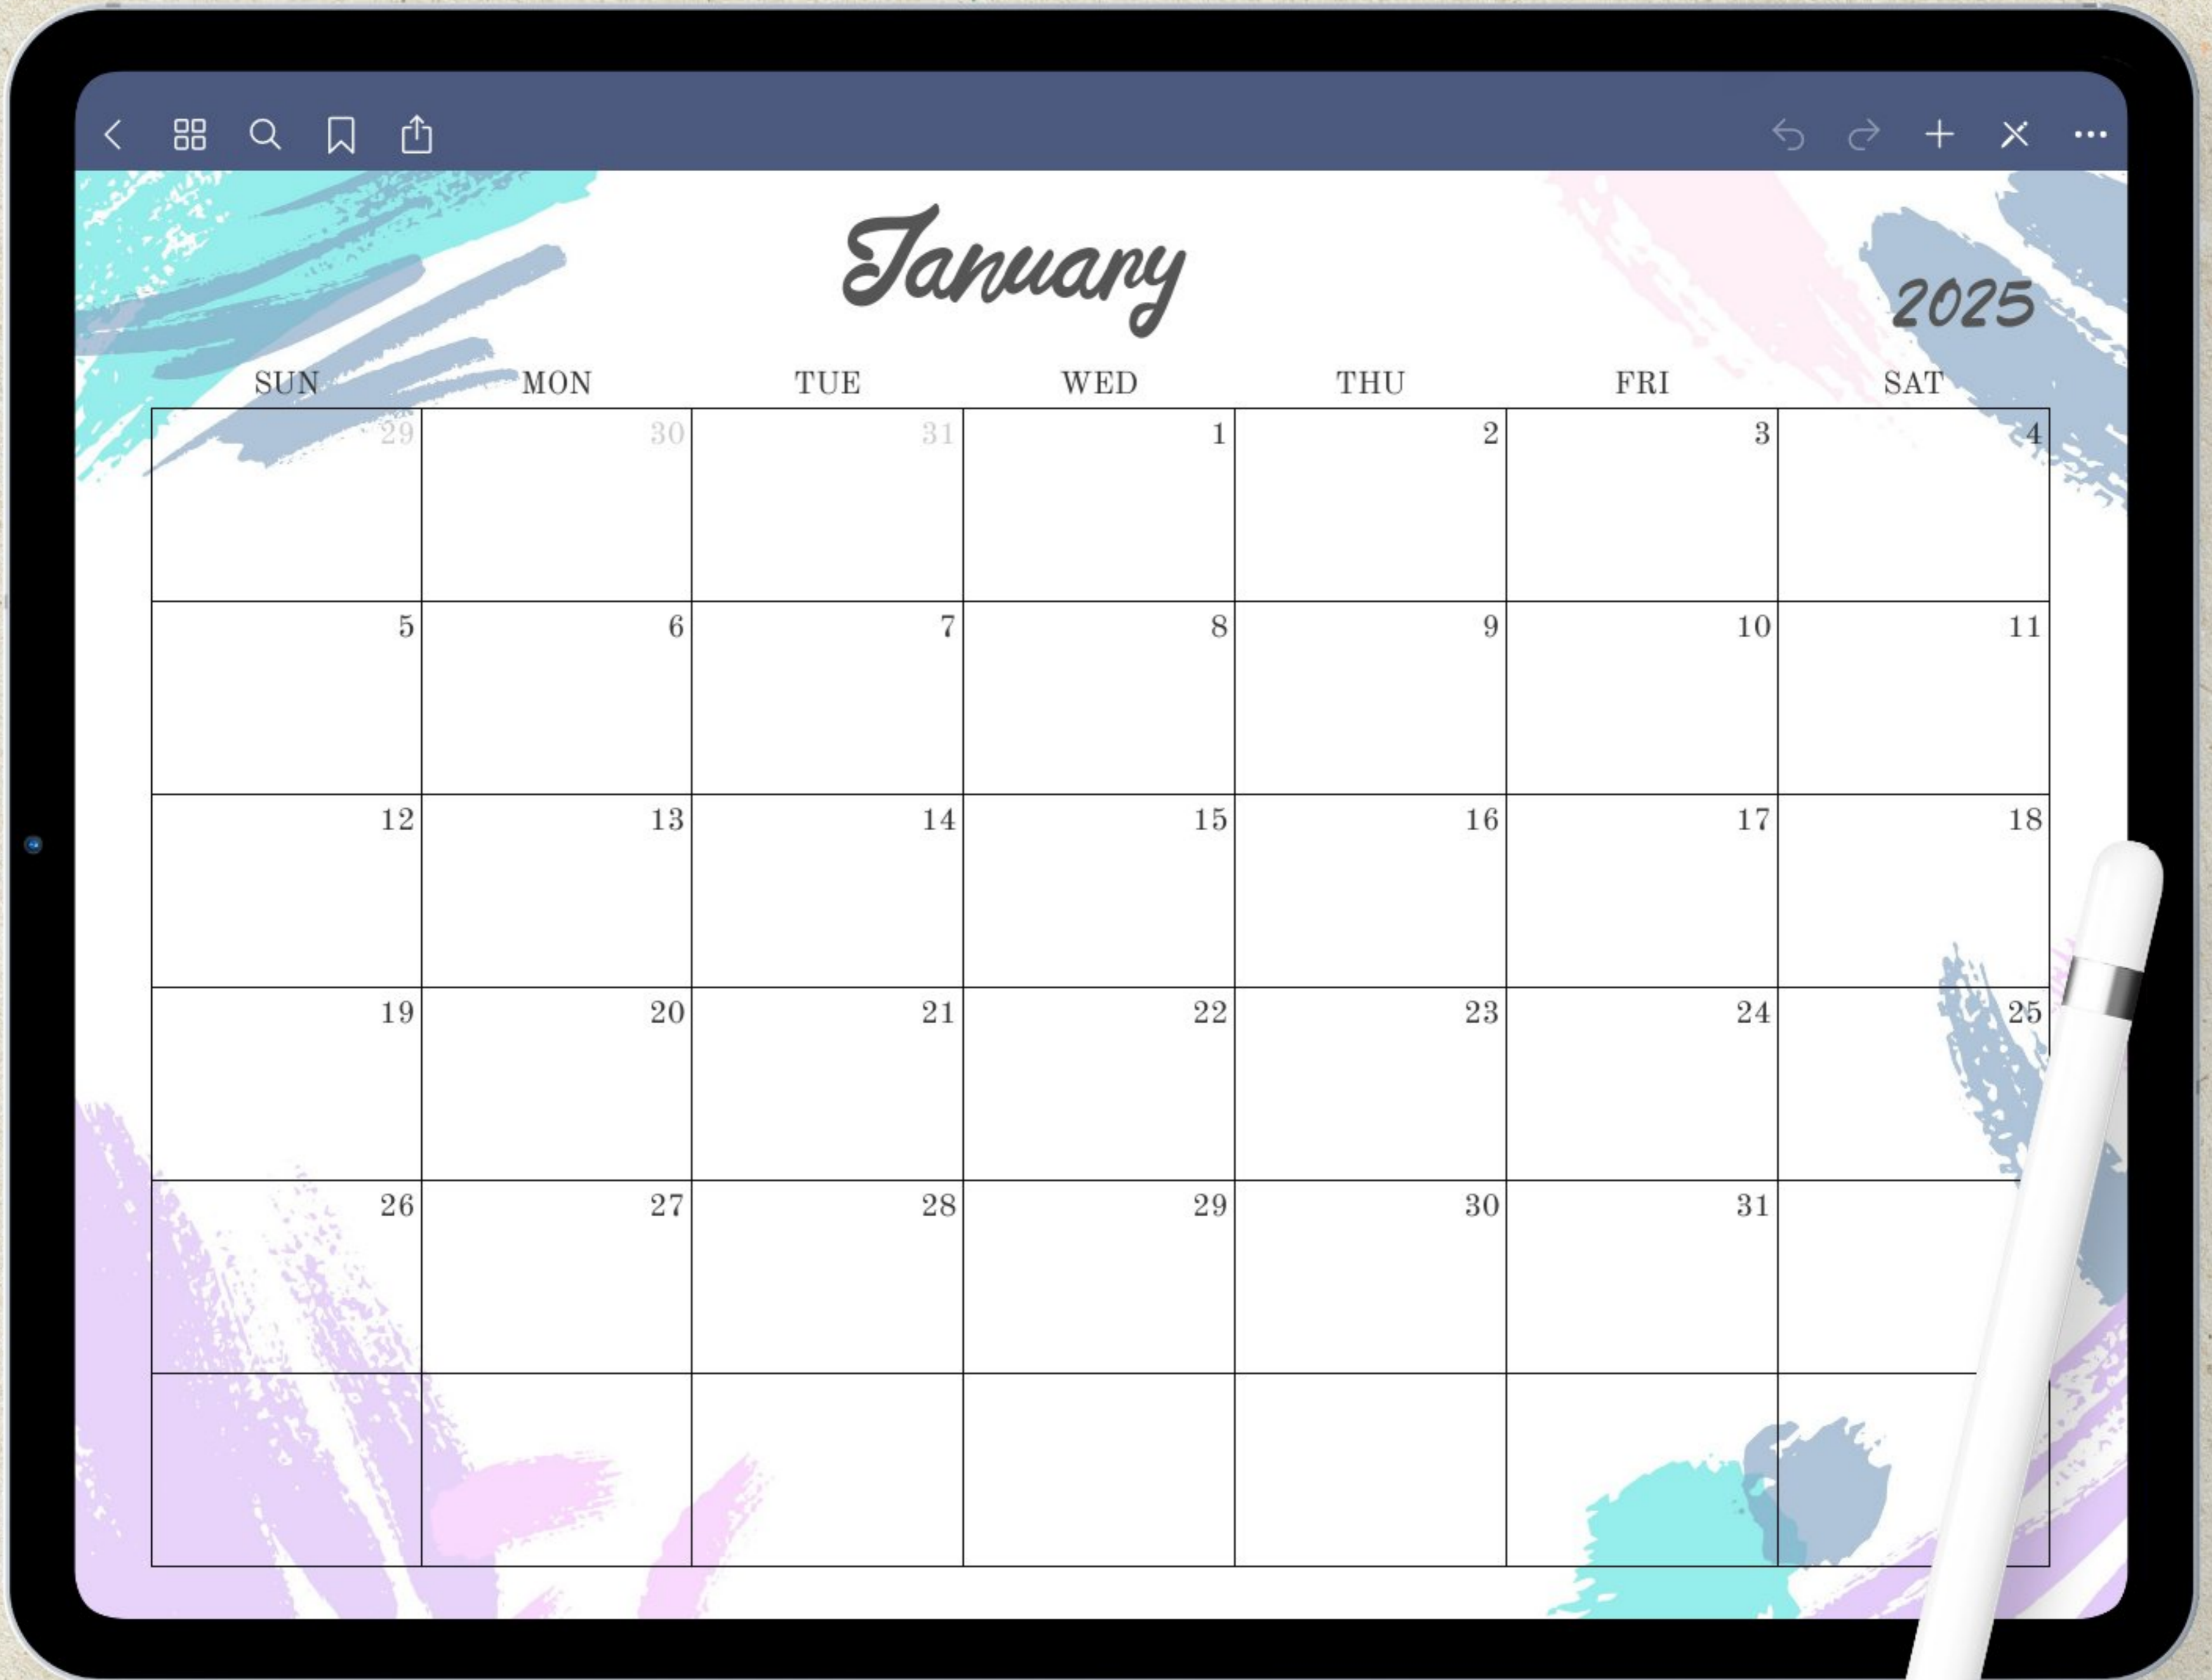 January
2025
SUN MON TUE WED THU FRI SAT
29 30 31 1 2 3 4
5 6 7 8 9 10 11
12 13 14 15 16 17 18
19 20 21 22 23 24 25
26 27 28 29 30 31